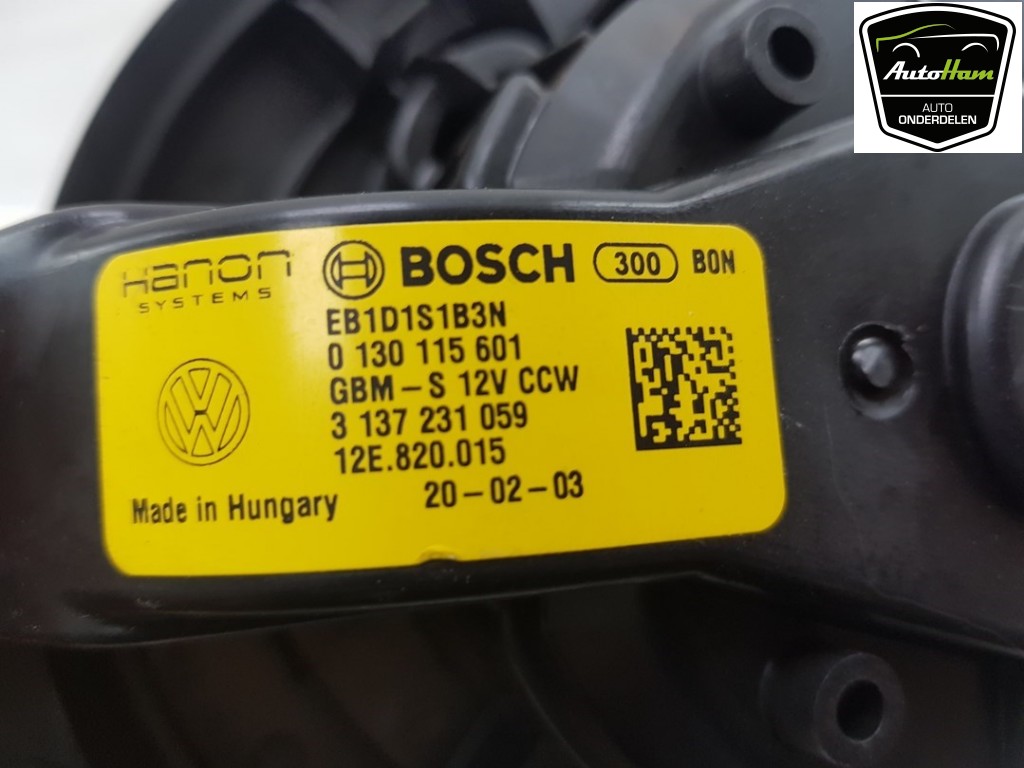 AutoHam
AUTO
ONDERDELEN
Hanon
SYSTEMS
BOSCH 300 BON
EB1D1S1B3N
0 130 115 601
GBM-S 12V CCW
3 137 231 059
12E.820.015
Made in Hungary 20-02-03